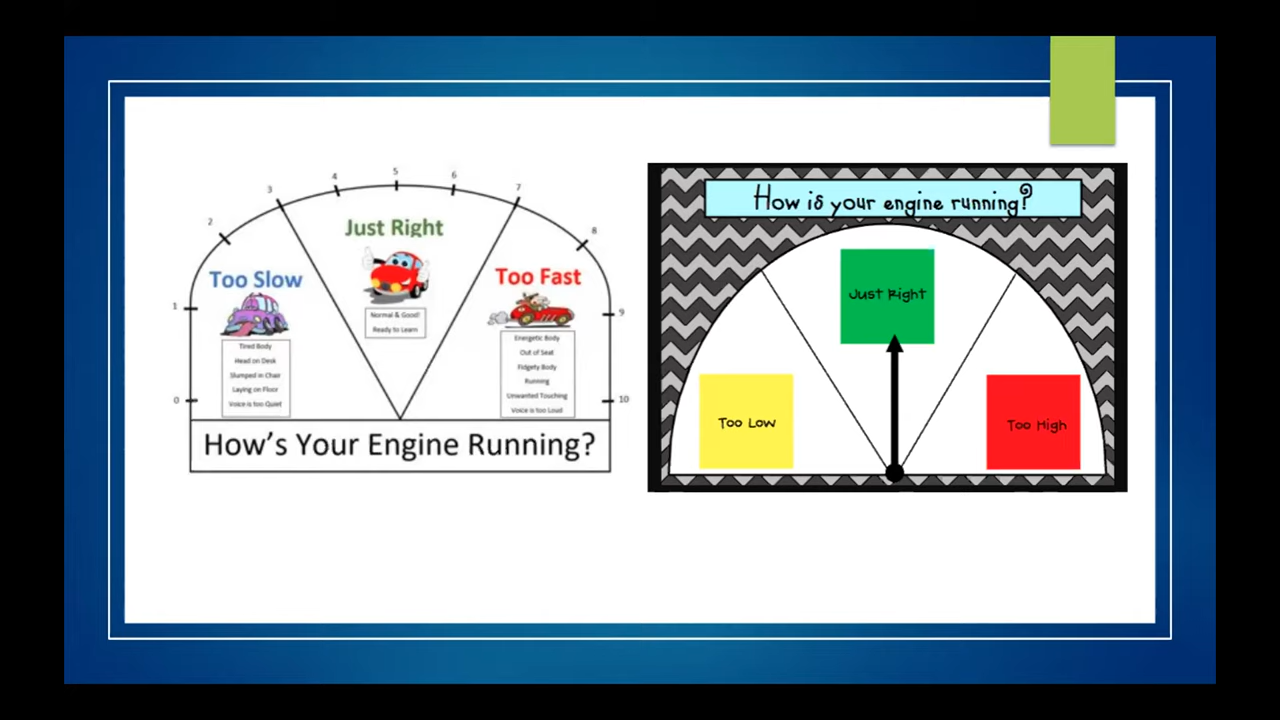 4
5
6
3
7
2
8
1
9
0
10
Just Right
Too Slow
Too Fast
Normal & Good!
Ready to Learn
Tired Body
Head on Desk
Slumped in Chair
Laying on Floor
Voice is too Quiet
Energetic Body
Out of Seat
Fidgety Body
Running
Unwanted Touching
Voice is too Loud
How's Your Engine Running?
How is your engine running?
Just Right
Too Low
Too High